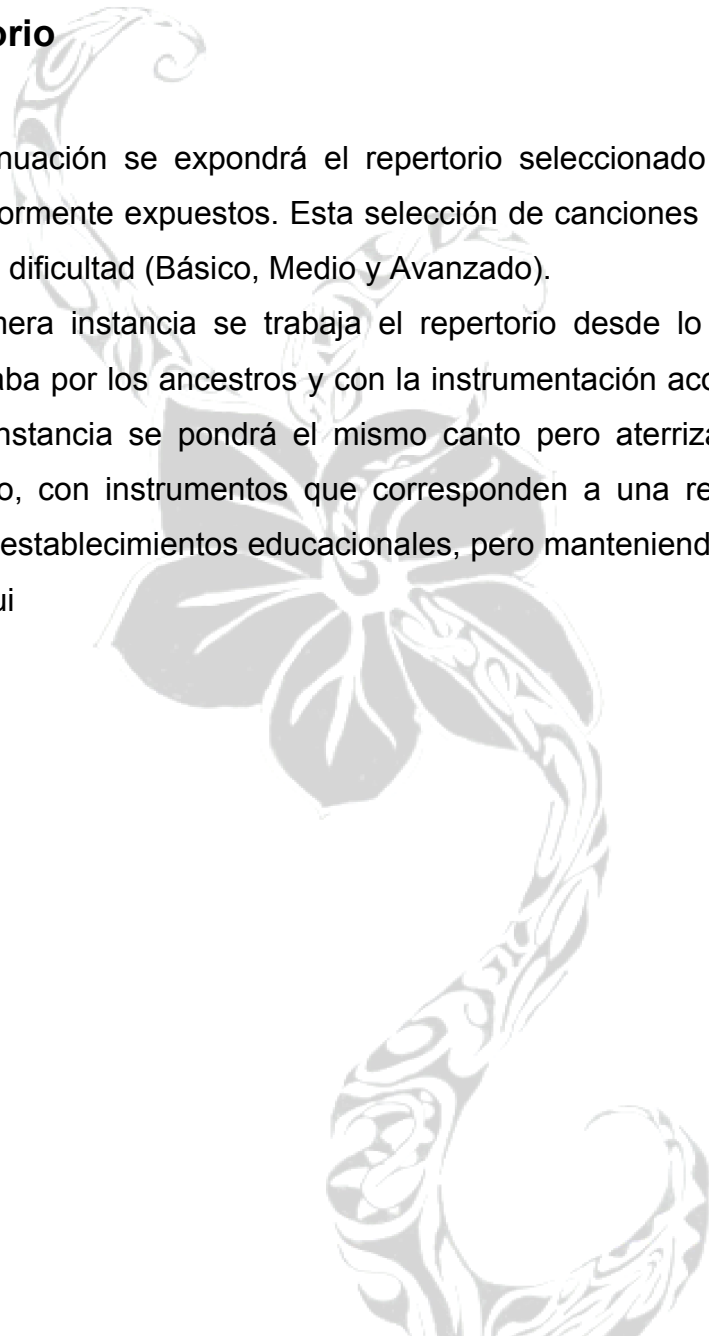 orio
nuación se expondrá el repertorio seleccionado
ormente expuestos. Esta selección de canciones
dificultad (Básico, Medio y Avanzado).
nera instancia se trabaja el repertorio desde lo
aba por los ancestros y con la instrumentación aco
nstancia se pondrá el mismo canto pero aterriza
o, con instrumentos que corresponden a una re
establecimientos educacionales, pero manteniend
ui